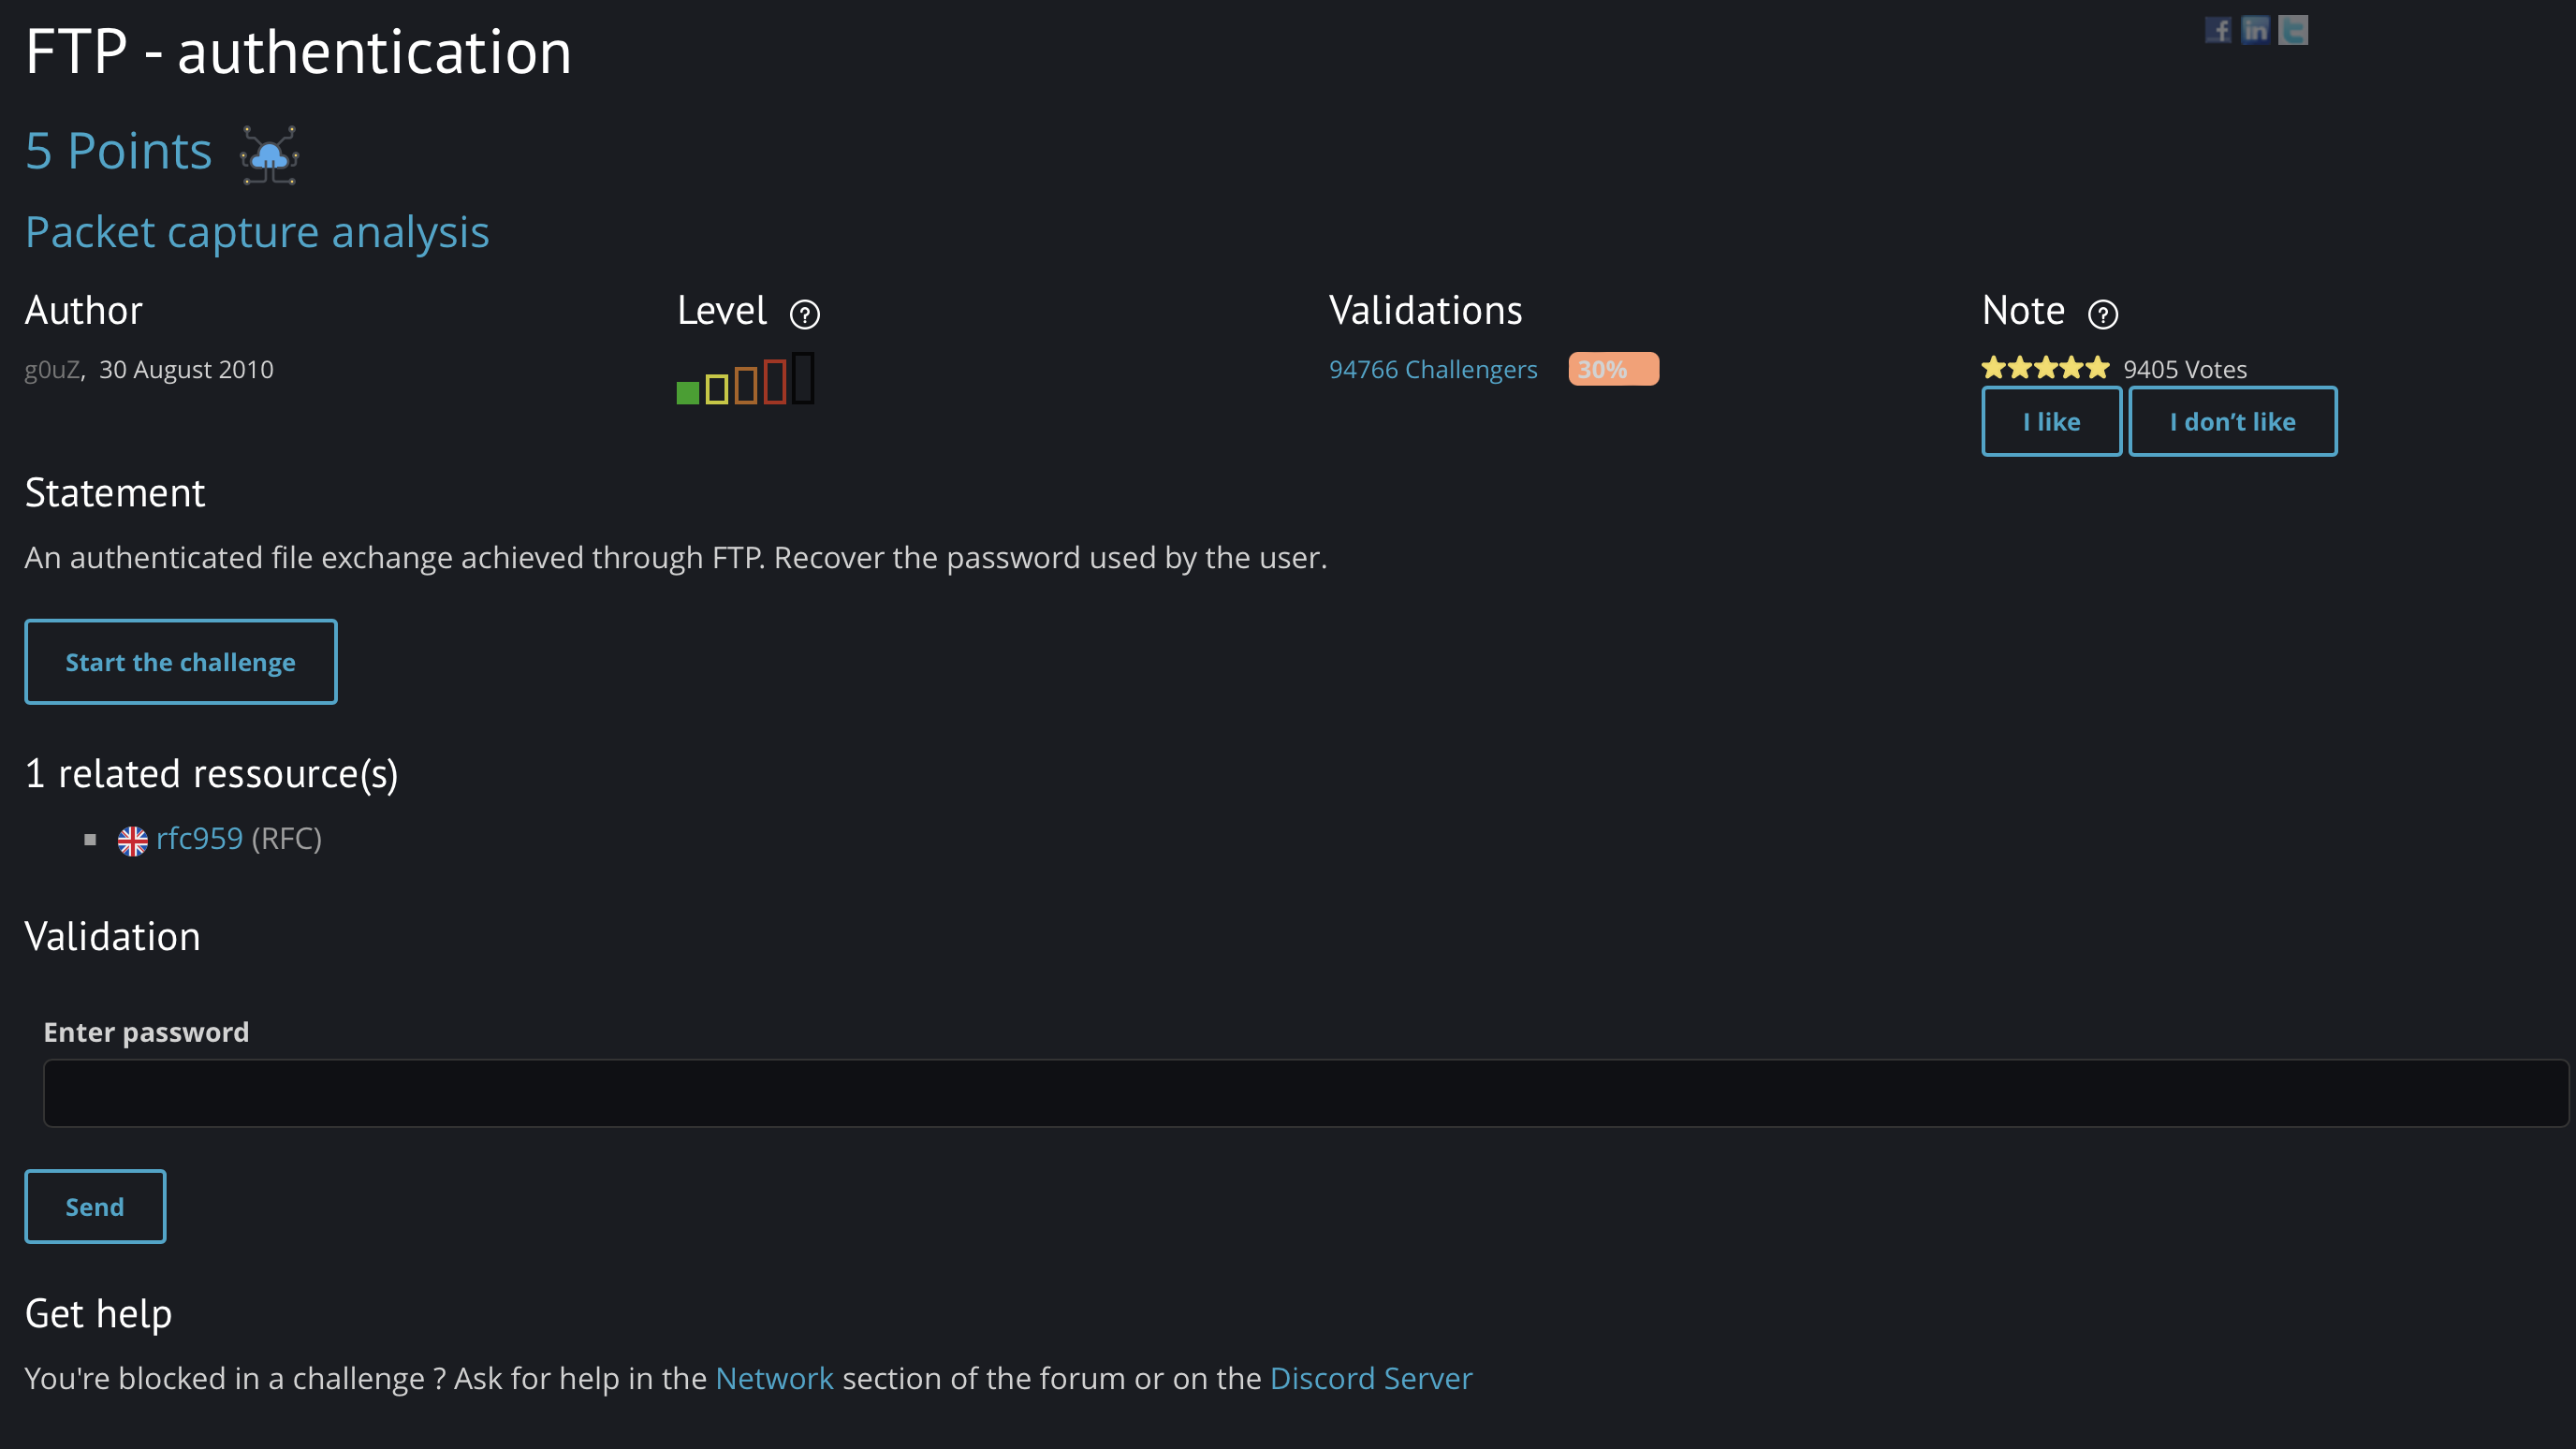 FTP - authentication
5 Points
Packet capture analysis
Author
g0uZ, 30 August 2010
Level ?
Validations
94766 Challengers 30%
Note ?
9405 Votes
I like
I don’t like
Statement
An authenticated file exchange achieved through FTP. Recover the password used by the user.
Start the challenge
1 related ressource(s)
rfc959 (RFC)
Validation
Enter password
Send
Get help
You're blocked in a challenge ? Ask for help in the Network section of the forum or on the Discord Server